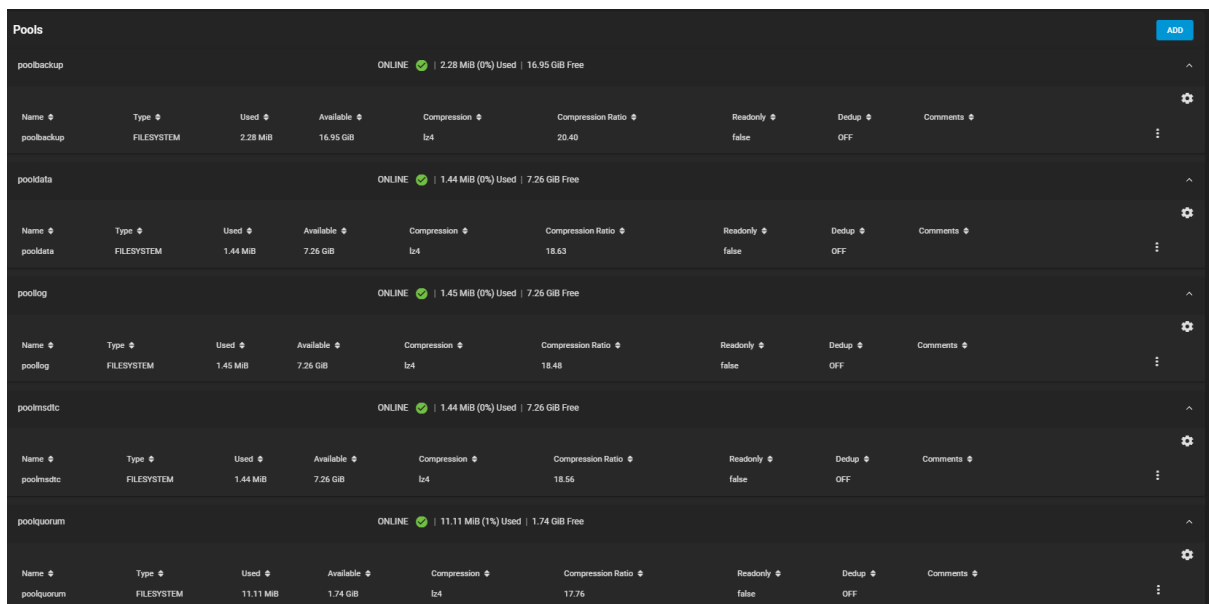 Pools ADD
poolbackup ONLINE | 2.28 MiB (0%) Used | 16.95 GiB Free
Name Type Used Available Compression Compression Ratio Readonly Dedup Comments
poolbackup FILESYSTEM 2.28 MiB 16.95 GiB lz4 20.40 false OFF
pooldata ONLINE | 1.44 MiB (0%) Used | 7.26 GiB Free
Name Type Used Available Compression Compression Ratio Readonly Dedup Comments
pooldata FILESYSTEM 1.44 MiB 7.26 GiB lz4 18.63 false OFF
poollog ONLINE | 1.45 MiB (0%) Used | 7.26 GiB Free
Name Type Used Available Compression Compression Ratio Readonly Dedup Comments
poollog FILESYSTEM 1.45 MiB 7.26 GiB lz4 18.48 false OFF
poolmsdtc ONLINE | 1.44 MiB (0%) Used | 7.26 GiB Free
Name Type Used Available Compression Compression Ratio Readonly Dedup Comments
poolmsdtc FILESYSTEM 1.44 MiB 7.26 GiB lz4 18.56 false OFF
poolquorum ONLINE | 11.11 MiB (1%) Used | 1.74 GiB Free
Name Type Used Available Compression Compression Ratio Readonly Dedup Comments
poolquorum FILESYSTEM 11.11 MiB 1.74 GiB lz4 17.76 false OFF